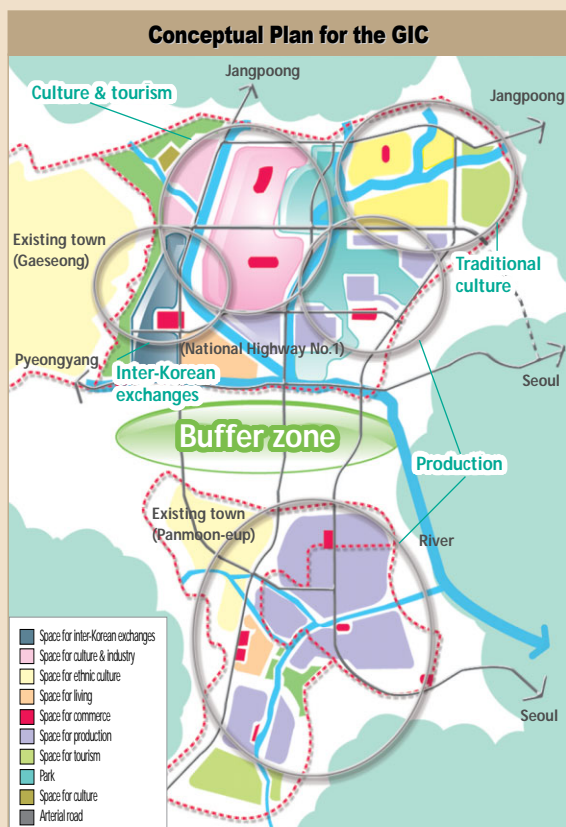 Conceptual Plan for the GIC
Jangpoong
Culture & tourism
Jangpoong
Existing town
(Gaeseong)
Traditional
culture
(National Highway No.1)
Pyeongyang
Inter-Korean
exchanges
Seoul
Buffer zone
Production
Existing town
(Panmoon-eup)
River
Seoul
Space for inter-Korean exchanges
Space for culture & industry
Space for ethnic culture
Space for living
Space for commerce
Space for production
Space for tourism
Park
Space for culture
Arterial road